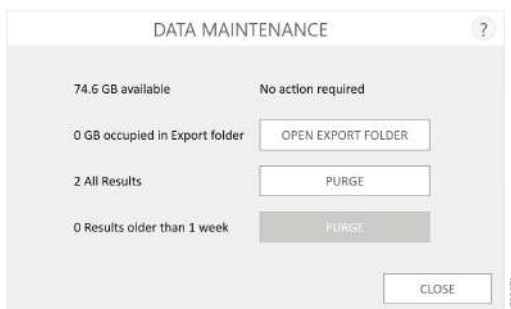 DATA MAINTENANCE ?
74.6 GB available No action required
0 GB occupied in Export folder OPEN EXPORT FOLDER
2 All Results PURGE
0 Results older than 1 week PURGE
CLOSE